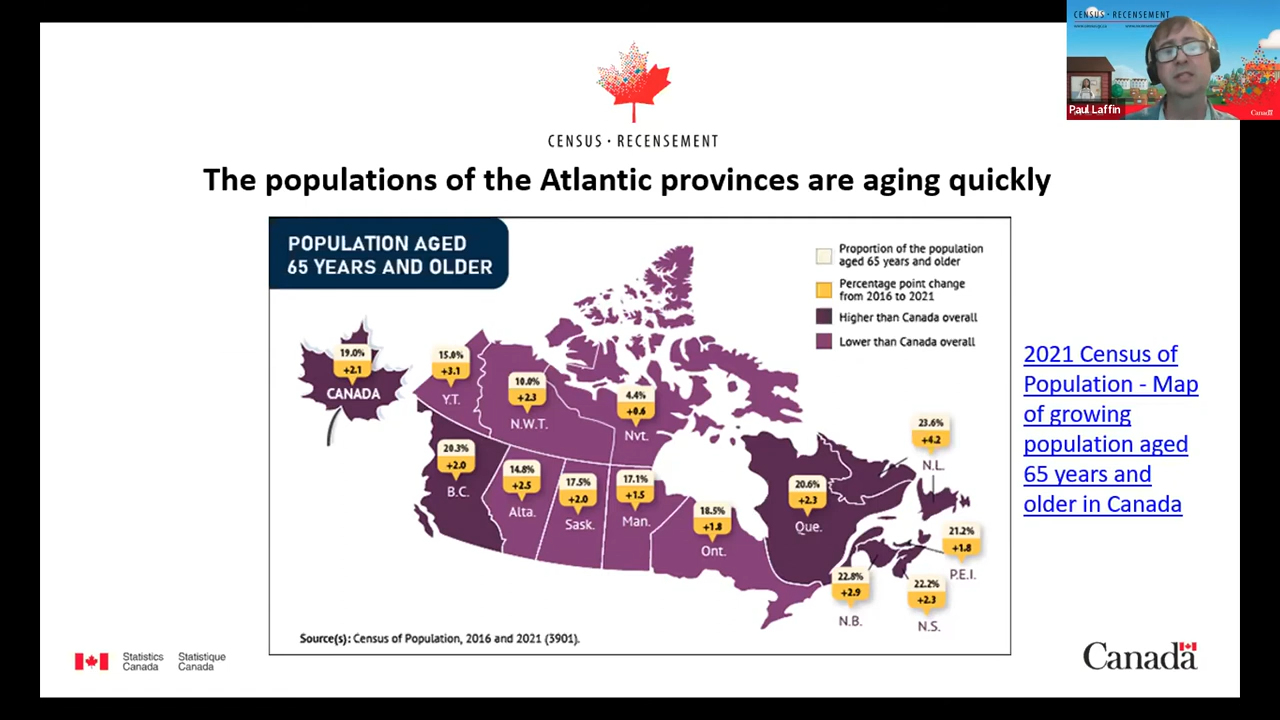 CENSUS · RECENSEMENT
Paul Laffin
Canada
CENSUS · RECENSEMENT
The populations of the Atlantic provinces are aging quickly
POPULATION AGED
65 YEARS AND OLDER
Proportion of the population
aged 65 years and older
Percentage point change
from 2016 to 2021
Higher than Canada overall
Lower than Canada overall
19.0%
+2.1
CANADA
15.0%
+3.1
Y.T.
10.0%
+2.3
N.W.T.
4.4%
+0.6
Nvt.
20.3%
+2.0
B.C.
14.8%
+2.5
Alta.
17.5%
+2.0
Sask.
17.1%
+1.5
Man.
18.5%
+1.8
Ont.
20.6%
+2.3
Que.
23.6%
+4.2
N.L.
21.2%
+1.8
P.E.I.
22.8%
+2.9
N.B.
22.2%
+2.3
N.S.
2021 Census of
Population - Map
of growing
population aged
65 years and
older in Canada
Source(s): Census of Population, 2016 and 2021 (3901).
Statistics Statistique
Canada Canada
Canada